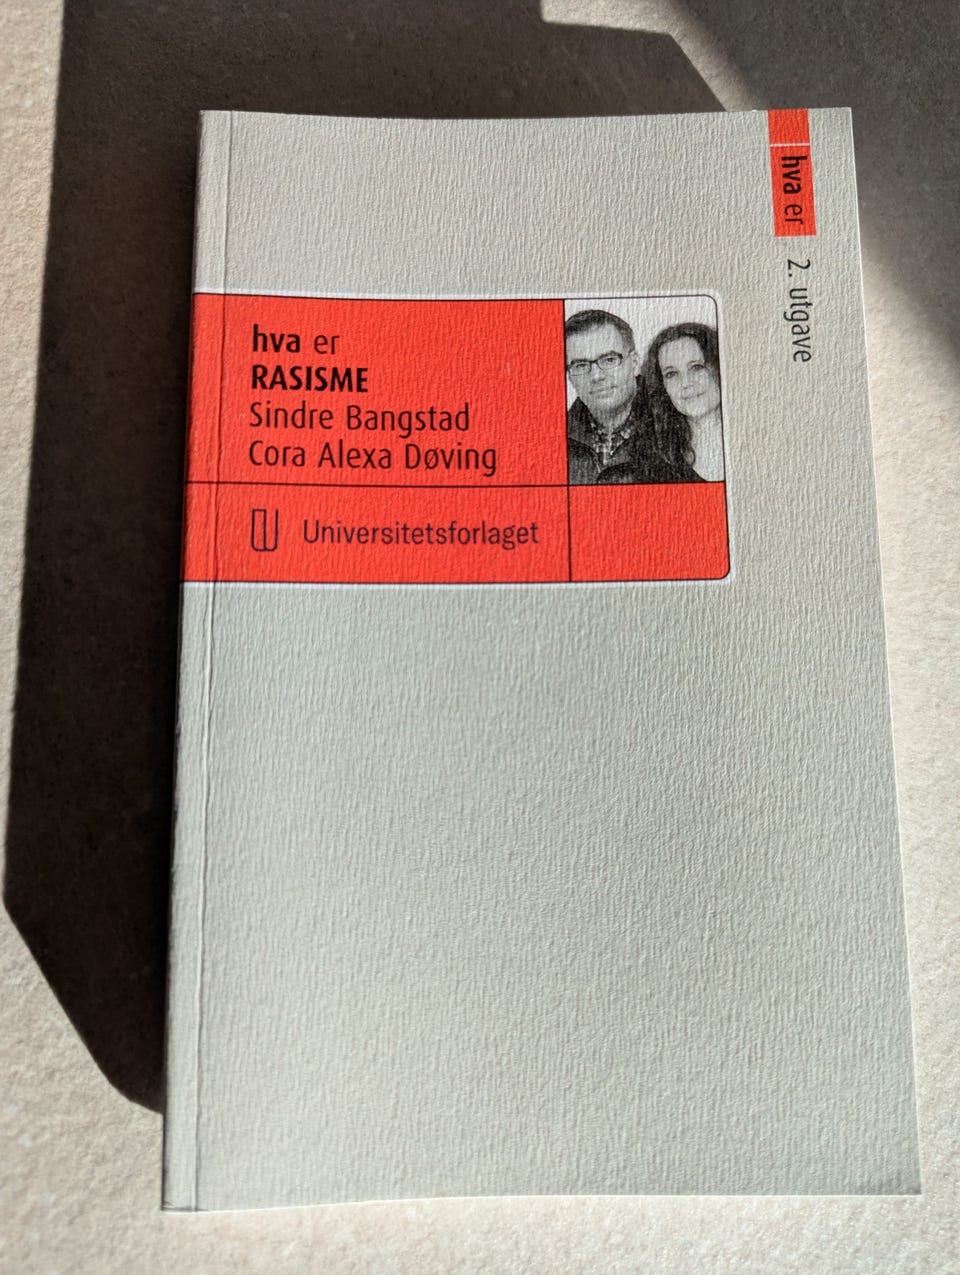 hva er
2. utgave
hva er
RASISME
Sindre Bangstad
Cora Alexa Døving
Universitetsforlaget